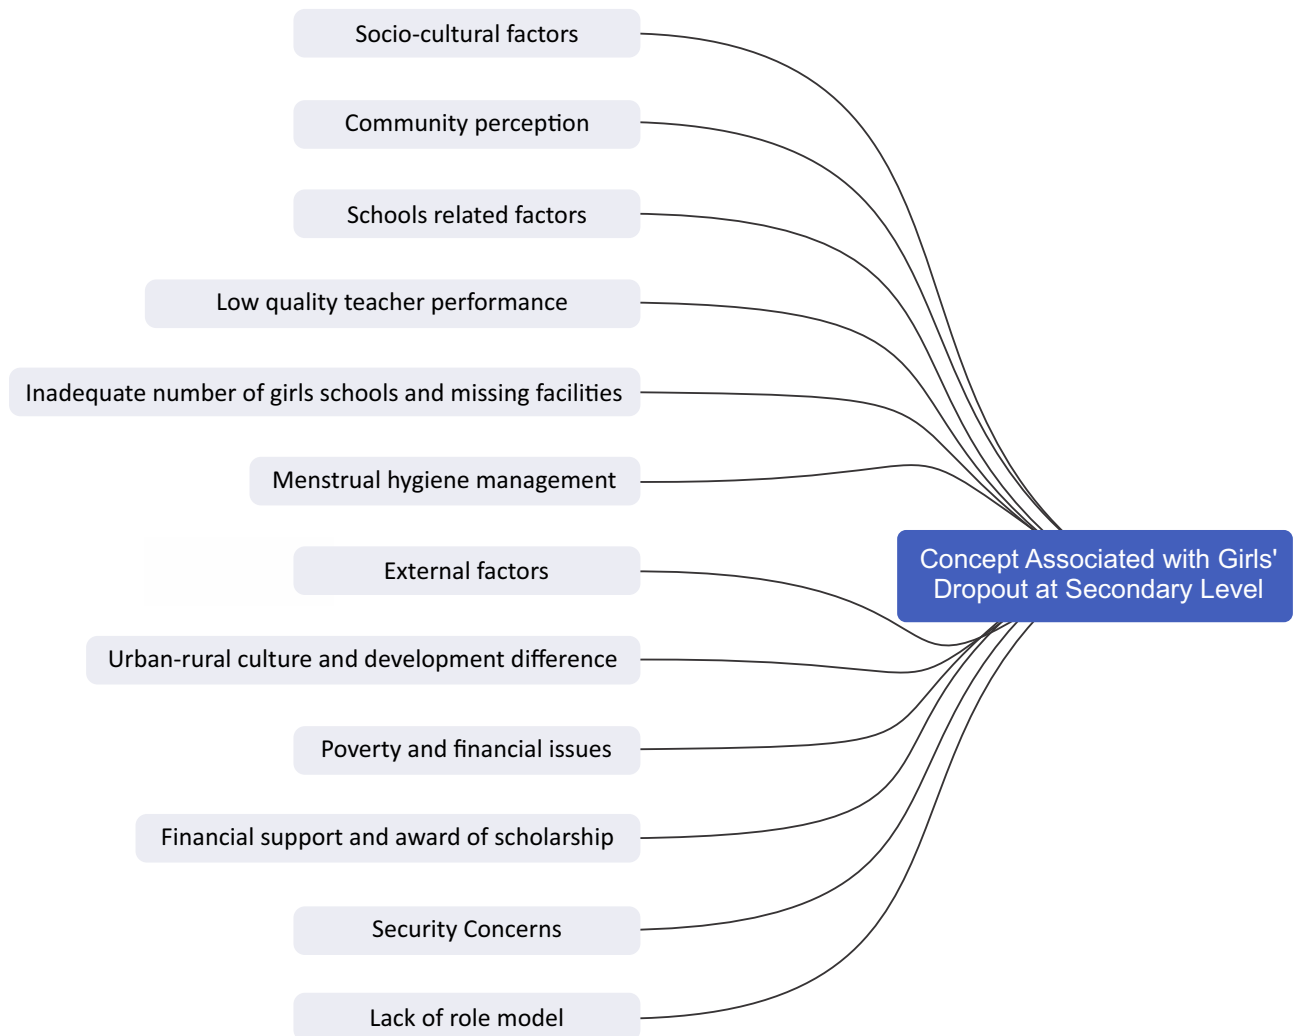 Socio-cultural factors
Community perception
Schools related factors
Low quality teacher performance
Inadequate number of girls schools and missing facilities
Menstrual hygiene management
External factors
Urban-rural culture and development difference
Poverty and financial issues
Financial support and award of scholarship
Security Concerns
Lack of role model
Concept Associated with Girls'
Dropout at Secondary Level